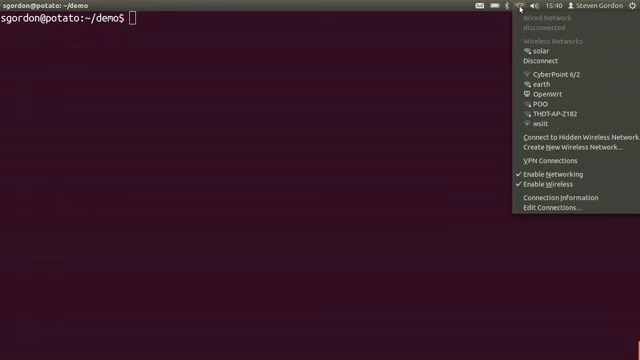 sgordon@potato: ~/demo
15:40
Steven Gordon
sgordon@potato:~/demo$
Wired Network
disconnected
Wireless Networks
solar
Disconnect
CyberPoint 6/2
earth
OpenWrt
POO
THDT-AP-Z182
wsiit
Connect to Hidden Wireless Network.
Create New Wireless Network...
VPN Connections
Enable Networking
Enable Wireless
Connection Information
Edit Connections...